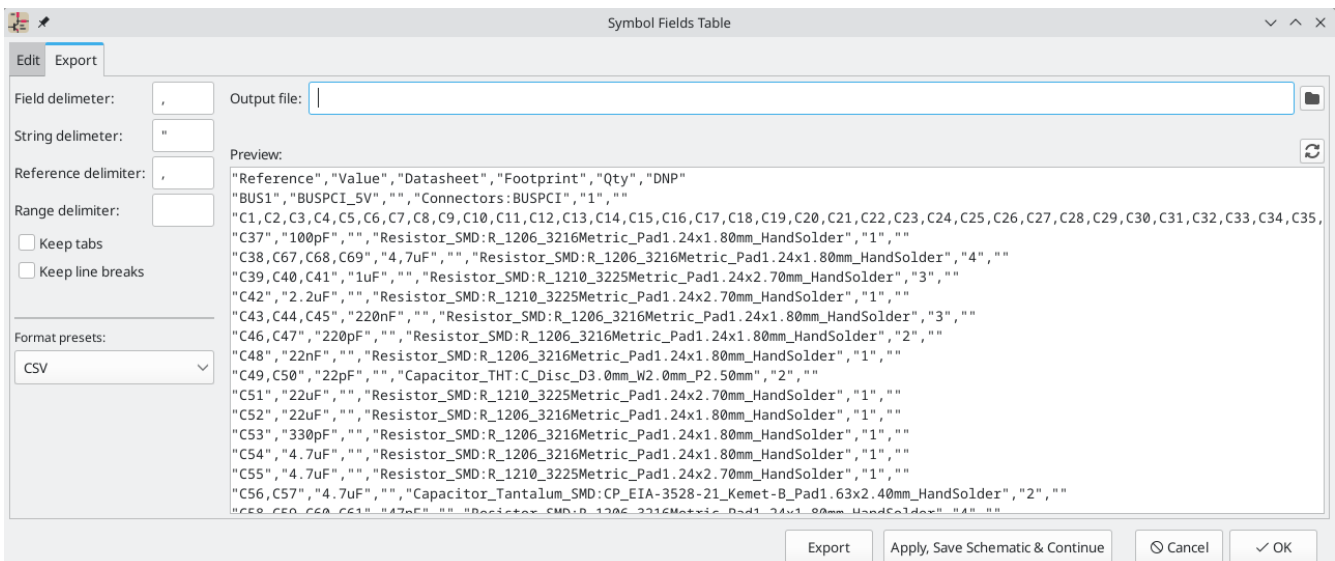 Symbol Fields Table
Edit Export
Field delimeter: ,
Output file:
String delimeter: "
Preview:
Reference delimiter: ,
Range delimiter:
Keep tabs
Keep line breaks
Format presets:
CSV
"Reference","Value","Datasheet","Footprint","Qty","DNP"
"BUS1","BUSPCI_5V","","Connectors:BUSPCI","1",""
"C1,C2,C3,C4,C5,C6,C7,C8,C9,C10,C11,C12,C13,C14,C15,C16,C17,C18,C19,C20,C21,C22,C23,C24,C25,C26,C27,C28,C29,C30,C31,C32,C33,C34,C35,
"C37","100pF","","Resistor_SMD:R_1206_3216Metric_Pad1.24x1.80mm_HandSolder","1",""
"C38,C67,C68,C69","4,7uF","","Resistor_SMD:R_1206_3216Metric_Pad1.24x1.80mm_HandSolder","4",""
"C39,C40,C41","1uF","","Resistor_SMD:R_1210_3225Metric_Pad1.24x2.70mm_HandSolder","3",""
"C42","2.2uF","","Resistor_SMD:R_1210_3225Metric_Pad1.24x2.70mm_HandSolder","1",""
"C43,C44,C45","220nF","","Resistor_SMD:R_1206_3216Metric_Pad1.24x1.80mm_HandSolder","3",""
"C46,C47","220pF","","Resistor_SMD:R_1206_3216Metric_Pad1.24x1.80mm_HandSolder","2",""
"C48","22nF","","Resistor_SMD:R_1206_3216Metric_Pad1.24x1.80mm_HandSolder","1",""
"C49,C50","22pF","","Capacitor_THT:C_Disc_D3.0mm_W2.0mm_P2.50mm","2",""
"C51","22uF","","Resistor_SMD:R_1210_3225Metric_Pad1.24x2.70mm_HandSolder","1",""
"C52","22uF","","Resistor_SMD:R_1206_3216Metric_Pad1.24x1.80mm_HandSolder","1",""
"C53","330pF","","Resistor_SMD:R_1206_3216Metric_Pad1.24x1.80mm_HandSolder","1",""
"C54","4.7uF","","Resistor_SMD:R_1206_3216Metric_Pad1.24x1.80mm_HandSolder","1",""
"C55","4.7uF","","Resistor_SMD:R_1210_3225Metric_Pad1.24x2.70mm_HandSolder","1",""
"C56,C57","4.7uF","","Capacitor_Tantalum_SMD:CP_EIA-3528-21_Kemet-B_Pad1.63x2.40mm_HandSolder","2",""
"C58,C59,C60,C61","47nF","","Resistor_SMD:R_1206_3216Metric_Pad1.24x1.80mm_HandSolder","4",""
Export
Apply, Save Schematic & Continue
Cancel
OK